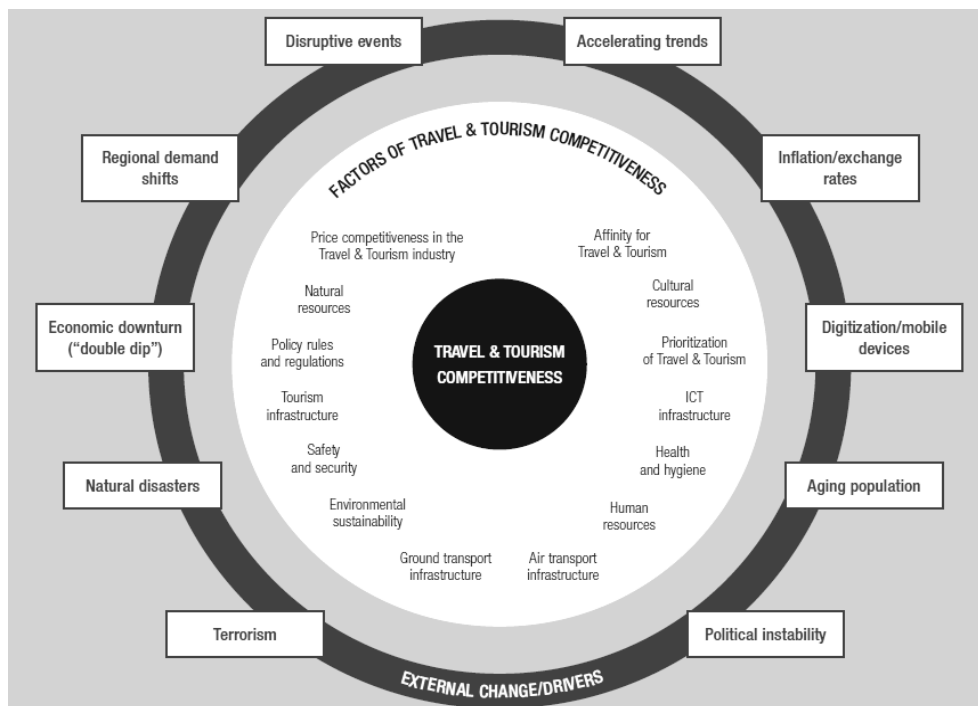 Disruptive events
Accelerating trends
Regional demand
shifts
Inflation/exchange
rates
Economic downturn
(“double dip”)
Digitization/mobile
devices
Natural disasters
Aging population
Terrorism
Political instability
EXTERNAL CHANGE/DRIVERS
FACTORS OF TRAVEL & TOURISM COMPETITIVENESS
Price competitiveness in the
Travel & Tourism industry
Affinity for
Travel & Tourism
Natural
resources
Cultural
resources
Policy rules
and regulations
Prioritization
of Travel & Tourism
Tourism
infrastructure
ICT
infrastructure
Safety
and security
Health
and hygiene
Environmental
sustainability
Human
resources
Ground transport
infrastructure
Air transport
infrastructure
TRAVEL & TOURISM
COMPETITIVENESS